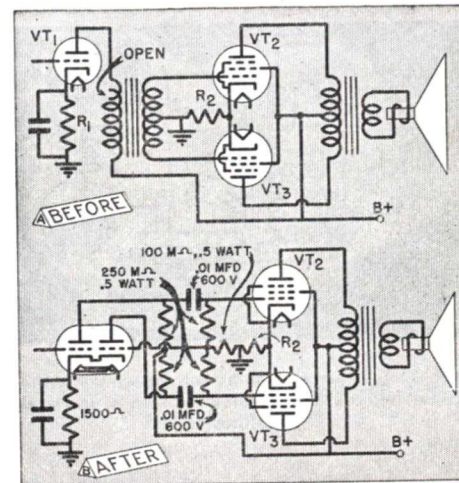 VT1
VT2
OPEN
R2
R1
VT3
A BEFORE
B+
100 MΩ, .5 WATT
250 MΩ
.5 WATT
.01 MFD
600 V
VT2
R2
1500Ω
.01 MFD
600 V
VT3
B AFTER
B+